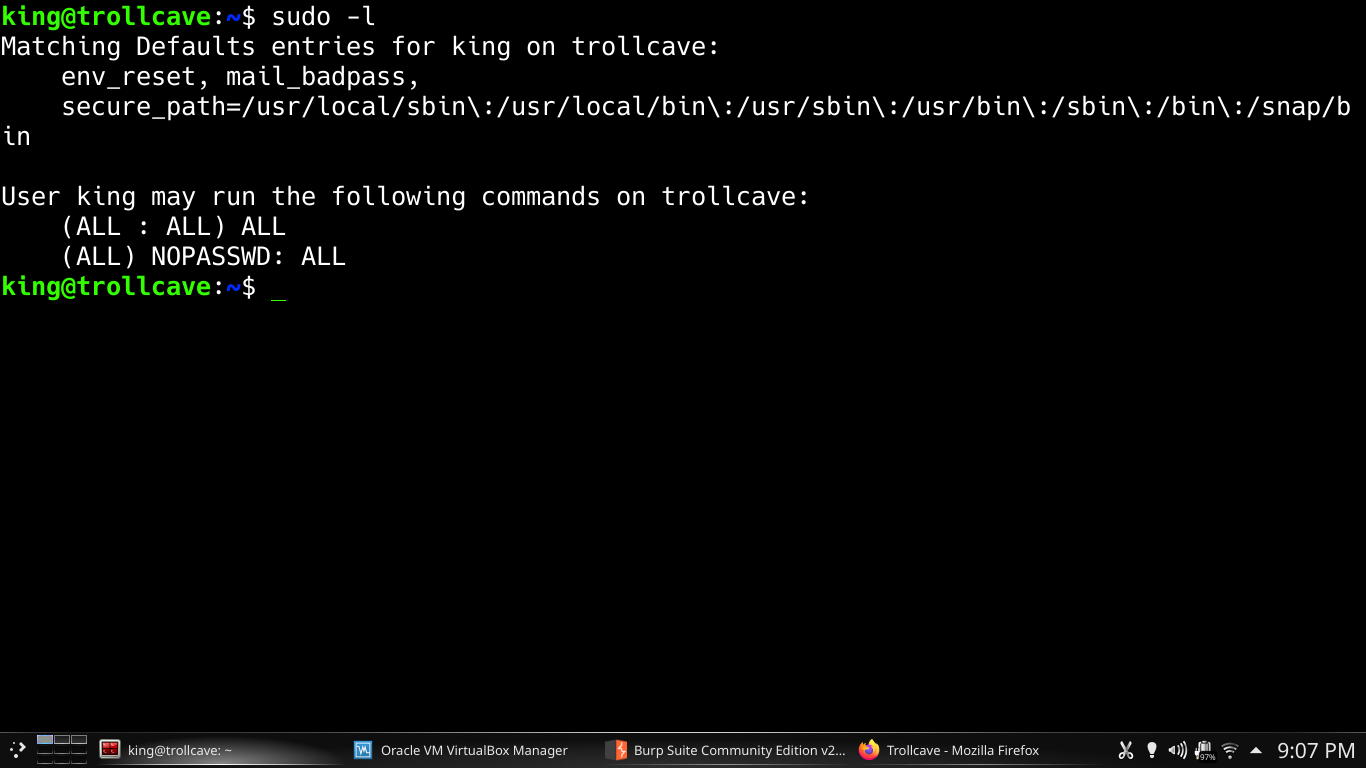 king@trollcave:~$ sudo -l
Matching Defaults entries for king on trollcave:
    env_reset, mail_badpass,
    secure_path=/usr/local/sbin\:/usr/local/bin\:/usr/sbin\:/usr/bin\:/sbin\:/bin\:/snap/b
in

User king may run the following commands on trollcave:
    (ALL : ALL) ALL
    (ALL) NOPASSWD: ALL
king@trollcave:~$ _
king@trollcave: ~ Oracle VM VirtualBox Manager Burp Suite Community Edition v2... Trollcave - Mozilla Firefox 97% 9:07 PM